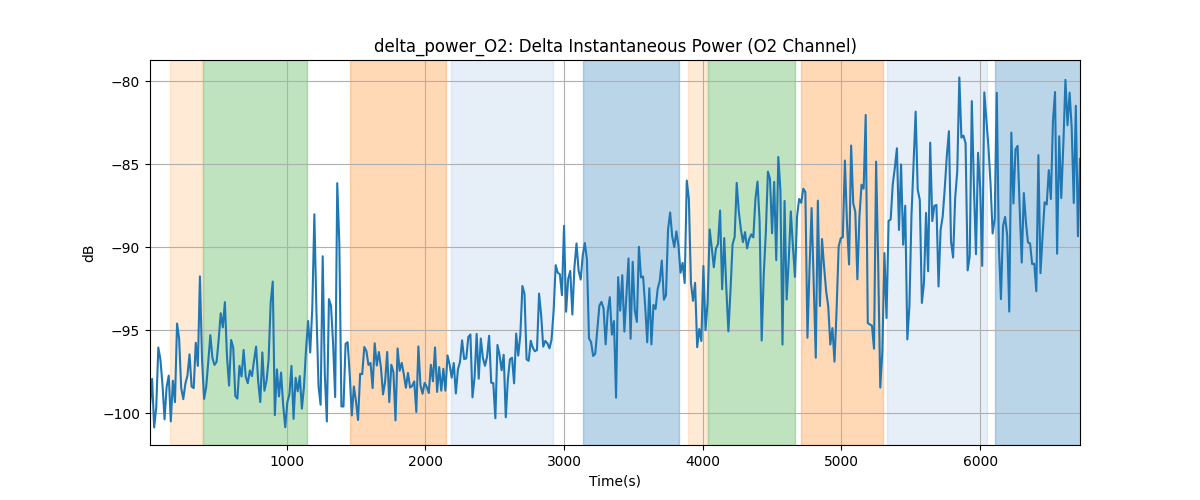 delta_power_O2: Delta Instantaneous Power (O2 Channel)
−80
−85
−90
−95
−100
dB
1000 2000 3000 4000 5000 6000
Time(s)